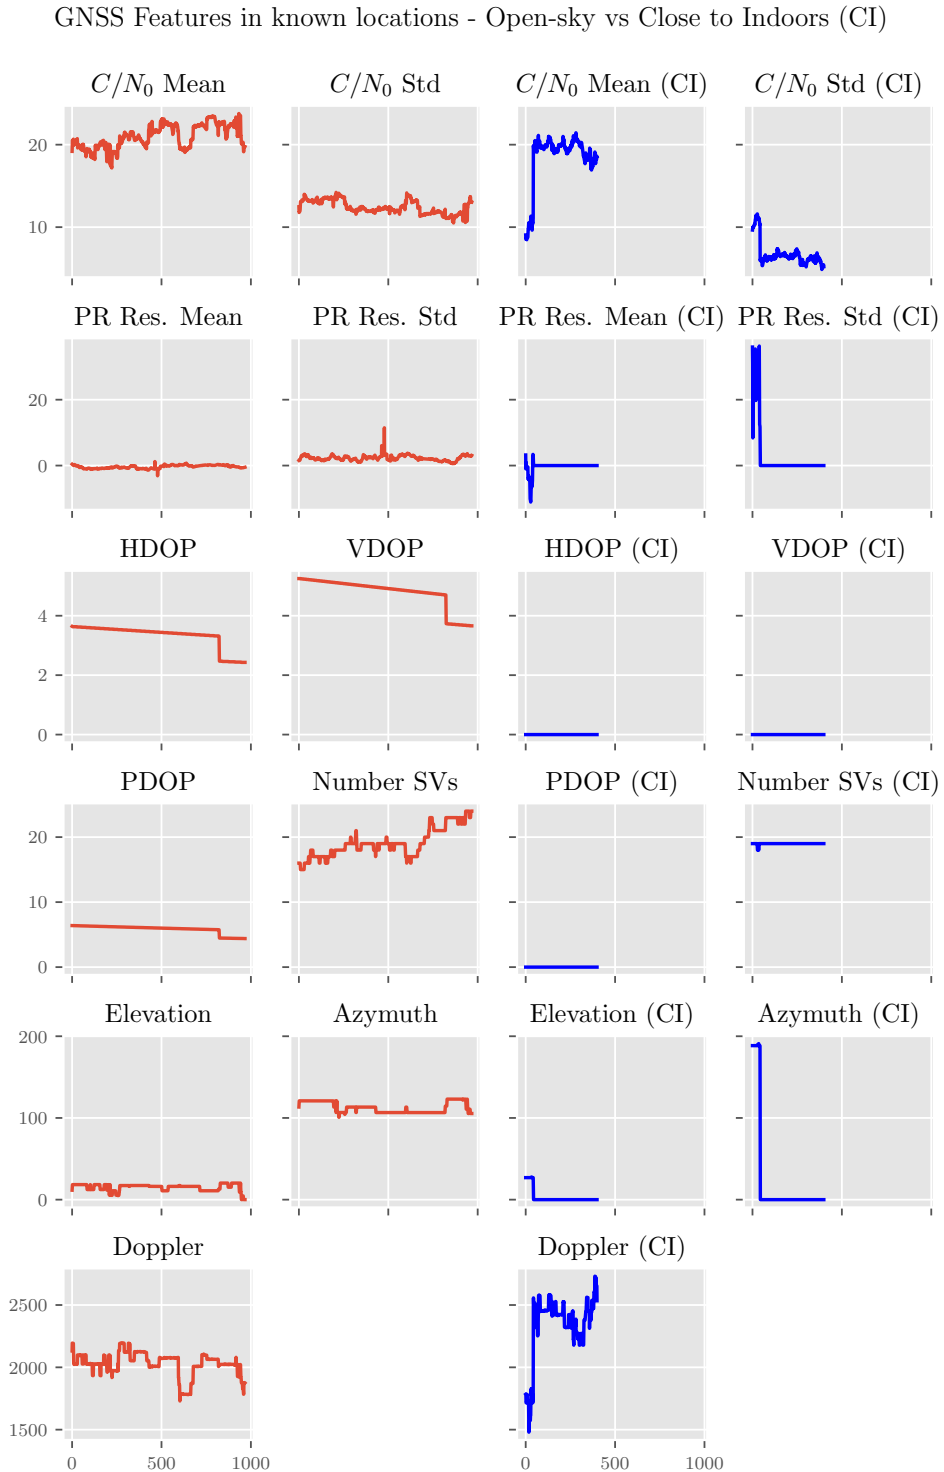 GNSS Features in known locations - Open-sky vs Close to Indoors (CI)
C/N₀ Mean
C/N₀ Std
C/N₀ Mean (CI)
C/N₀ Std (CI)
20
10
PR Res. Mean
PR Res. Std
PR Res. Mean (CI)
PR Res. Std (CI)
20
0
HDOP
VDOP
HDOP (CI)
VDOP (CI)
4
2
0
PDOP
Number SVs
PDOP (CI)
Number SVs (CI)
20
10
0
Elevation
Azymuth
Elevation (CI)
Azymuth (CI)
200
100
0
Doppler
Doppler (CI)
2500
2000
1500
0 500 1000
0 500 1000